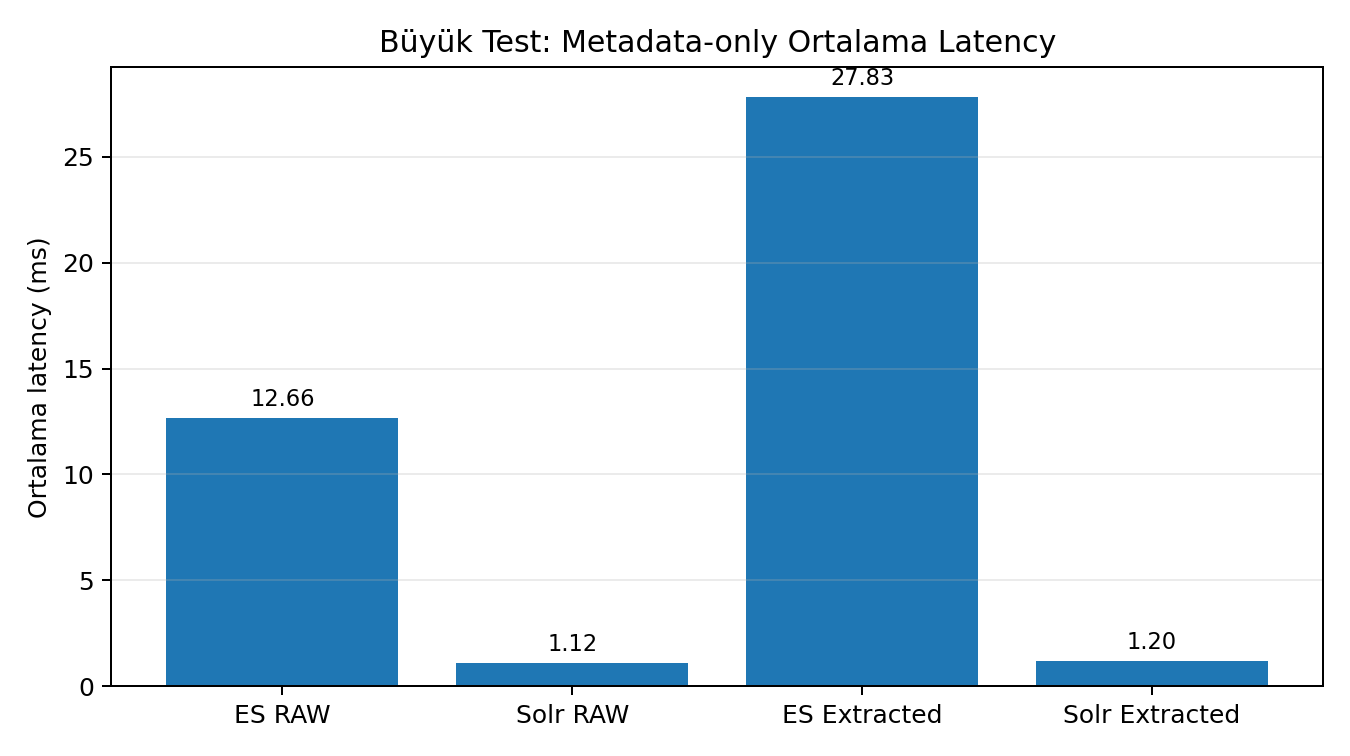 Büyük Test: Metadata-only Ortalama Latency
Ortalama latency (ms)
25
20
15
10
5
0
12.66
1.12
27.83
1.20
ES RAW
Solr RAW
ES Extracted
Solr Extracted